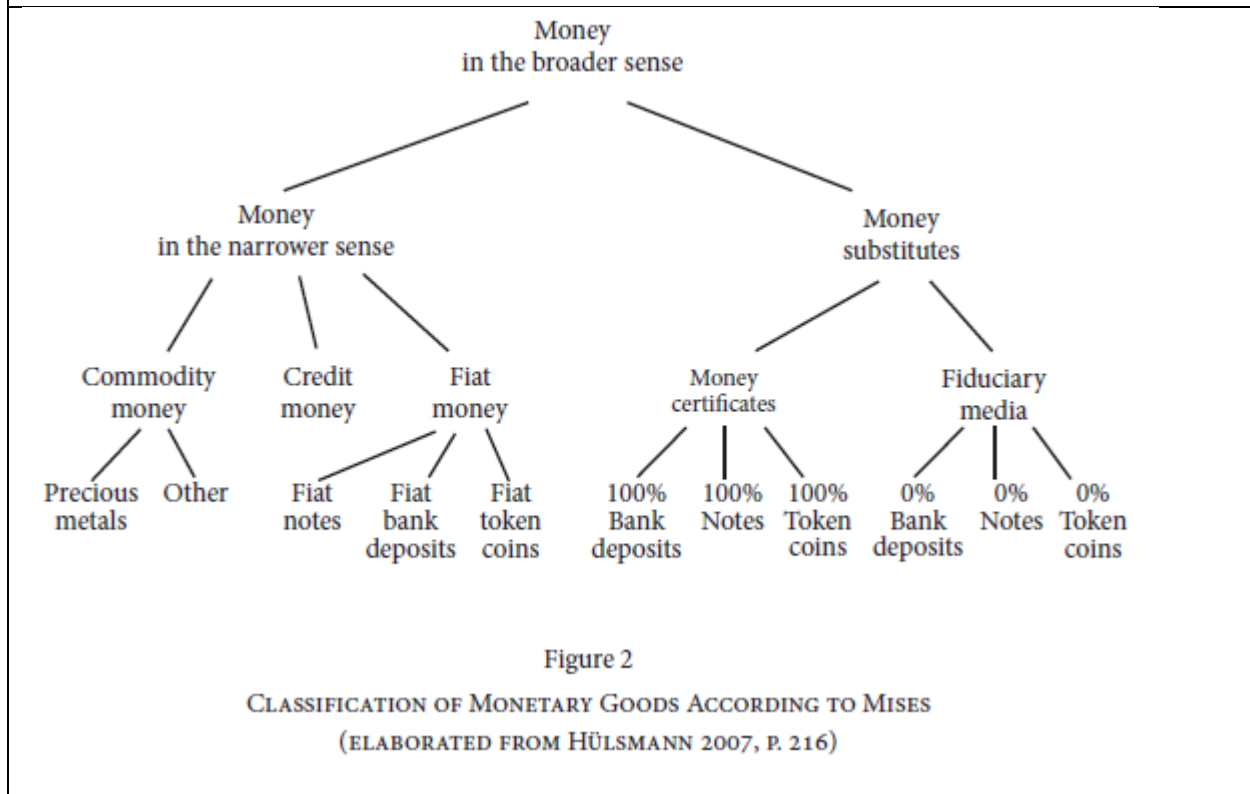 Money
in the broader sense
Money
in the narrower sense
Money
substitutes
Commodity
money
Credit
money
Fiat
money
Money
certificates
Fiduciary
media
Precious
metals
Other
Fiat
notes
Fiat
bank
deposits
Fiat
token
coins
100%
Bank
deposits
100%
Notes
100%
Token
coins
0%
Bank
deposits
0%
Notes
0%
Token
coins
Figure 2
Classification of Monetary Goods According to Mises
(elaborated from Hülsmann 2007, p. 216)